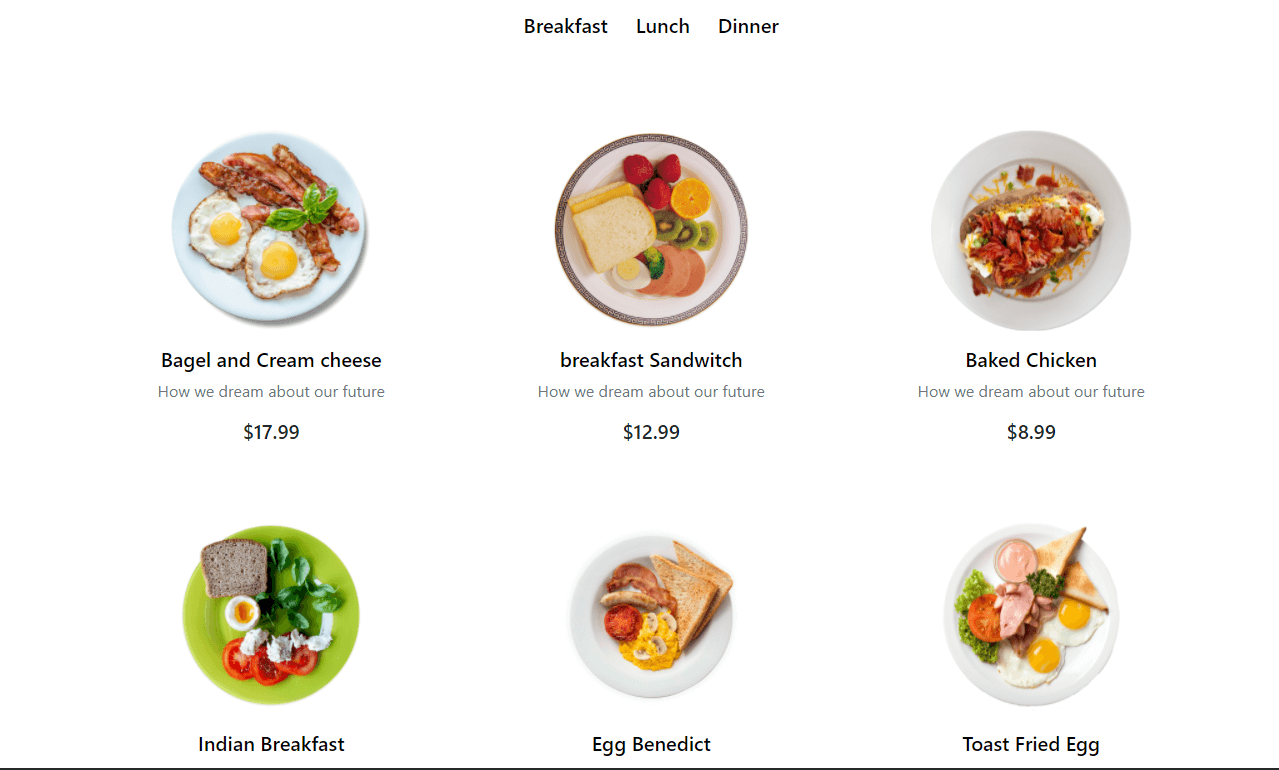 Breakfast Lunch Dinner
Bagel and Cream cheese
How we dream about our future
$17.99
breakfast Sandwitch
How we dream about our future
$12.99
Baked Chicken
How we dream about our future
$8.99
Indian Breakfast
Egg Benedict
Toast Fried Egg